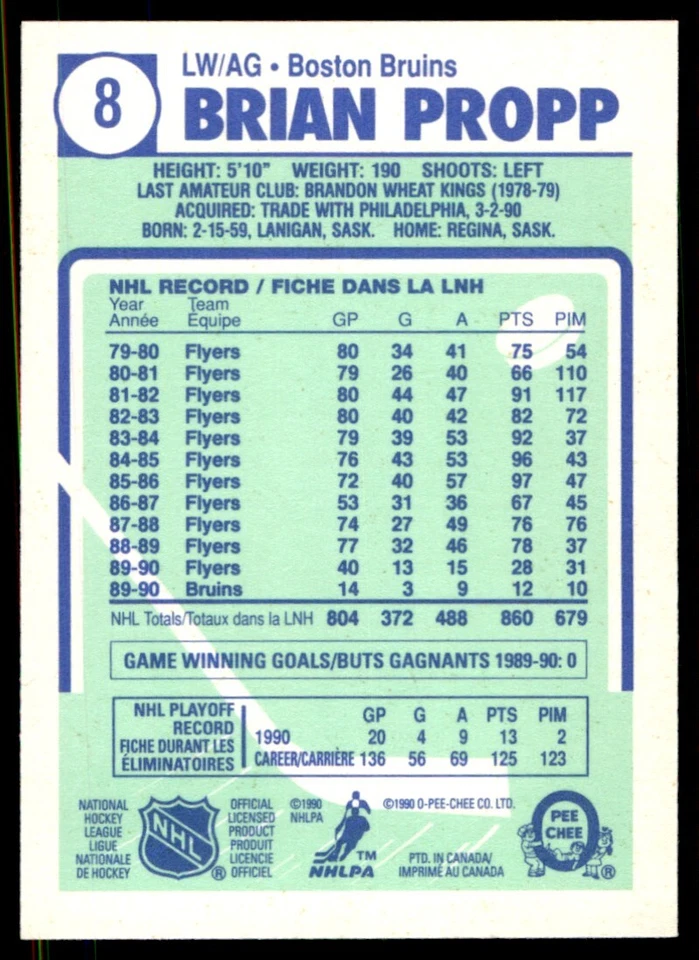 8
LW/AG • Boston Bruins
BRIAN PROPP
HEIGHT: 5'10" WEIGHT: 190 SHOOTS: LEFT
LAST AMATEUR CLUB: BRANDON WHEAT KINGS (1978-79)
ACQUIRED: TRADE WITH PHILADELPHIA, 3-2-90
BORN: 2-15-59, LANIGAN, SASK. HOME: REGINA, SASK.
NHL RECORD / FICHE DANS LA LNH
Year Team
Année Équipe GP G A PTS PIM
79-80 Flyers 80 34 41 75 54
80-81 Flyers 79 26 40 66 110
81-82 Flyers 80 44 47 91 117
82-83 Flyers 80 40 42 82 72
83-84 Flyers 79 39 53 92 37
84-85 Flyers 76 43 53 96 43
85-86 Flyers 72 40 57 97 47
86-87 Flyers 53 31 36 67 45
87-88 Flyers 74 27 49 76 76
88-89 Flyers 77 32 46 78 37
89-90 Flyers 40 13 15 28 31
89-90 Bruins 14 3 9 12 10
NHL Totals/Totaux dans la LNH 804 372 488 860 679
GAME WINNING GOALS/BUTS GAGNANTS 1989-90: 0
NHL PLAYOFF
RECORD
FICHE DURANT LES
ÉLIMINATOIRES
GP G A PTS PIM
1990 20 4 9 13 2
CAREER/CARRIÈRE 136 56 69 125 123
NATIONAL
HOCKEY
LEAGUE
LIGUE
NATIONALE
DE HOCKEY
NHL
®
OFFICIAL
LICENSED
PRODUCT
PRODUIT
LICENCIE
OFFICIEL
©1990
NHLPA
TM
NHLPA
©1990 O-PEE-CHEE CO. LTD.
PTD. IN CANADA/
IMPRIMÉ AU CANADA
O
PEE
CHEE
®